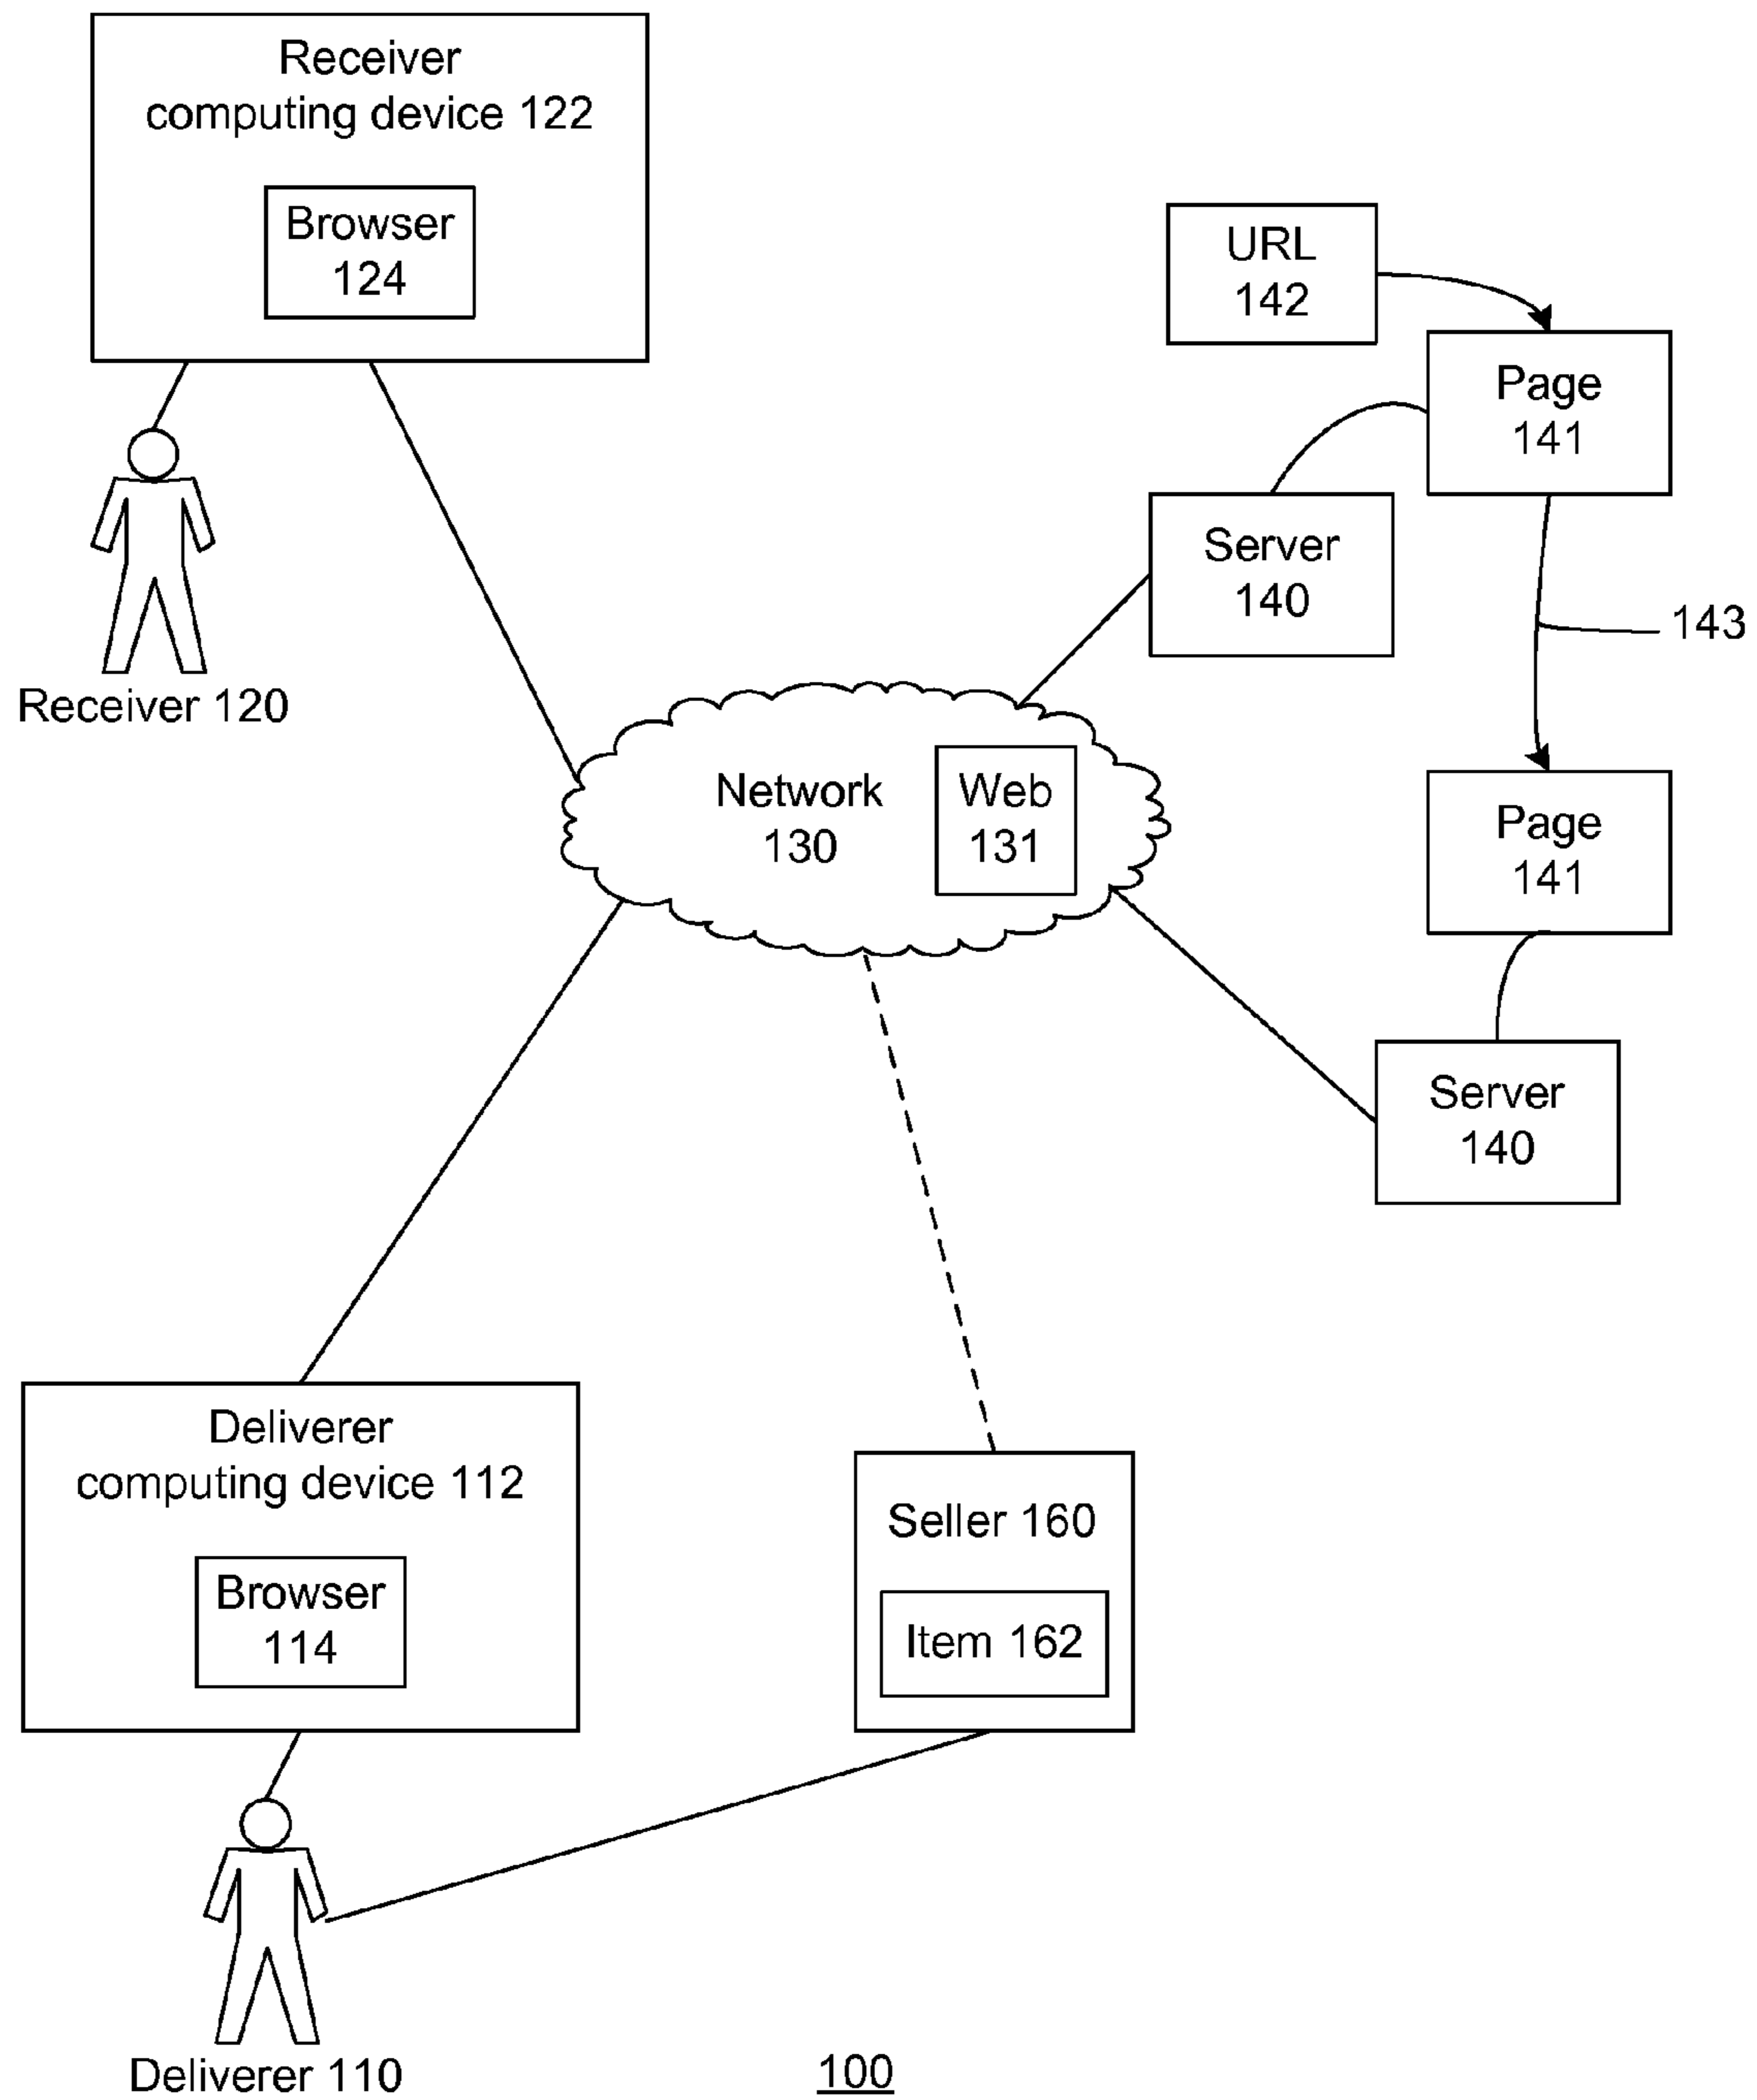 Receiver
computing device 122
Browser
124
URL
142
Page
141
Server
140
143
Receiver 120
Network
130
Web
131
Page
141
Server
140
Deliverer
computing device 112
Browser
114
Seller 160
Item 162
Deliverer 110
100